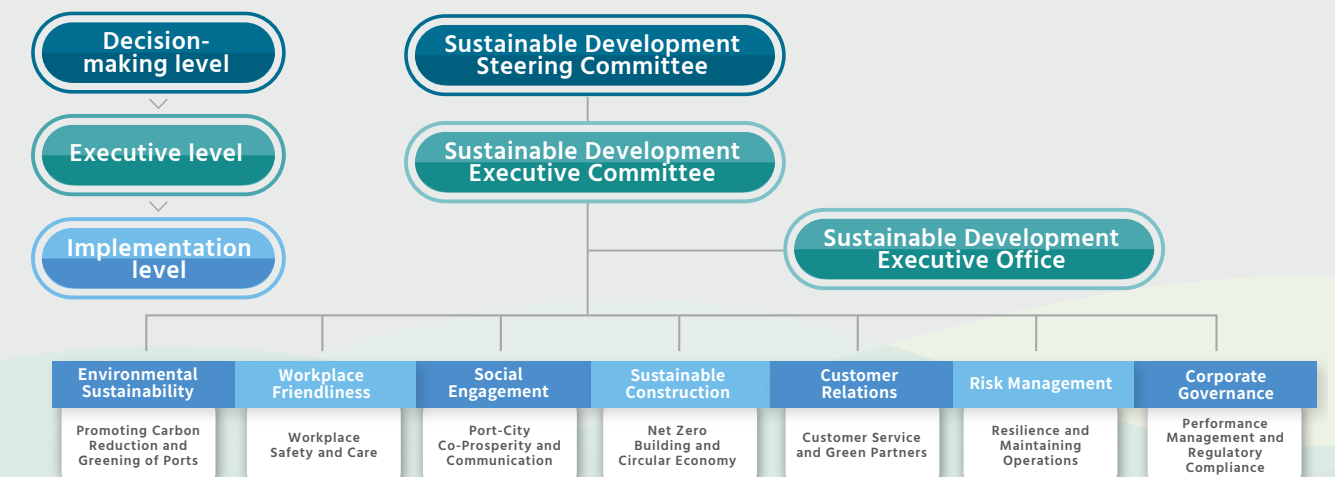 Decision-
making level
Executive level
Implementation
level
Sustainable Development
Steering Committee
Sustainable Development
Executive Committee
Sustainable Development
Executive Office
Environmental
Sustainability
Promoting Carbon
Reduction and
Greening of Ports
Workplace
Friendliness
Workplace
Safety and Care
Social
Engagement
Port-City
Co-Prosperity and
Communication
Sustainable
Construction
Net Zero
Building and
Circular Economy
Customer
Relations
Customer Service
and Green Partners
Risk Management
Resilience and
Maintaining
Operations
Corporate
Governance
Performance
Management and
Regulatory
Compliance